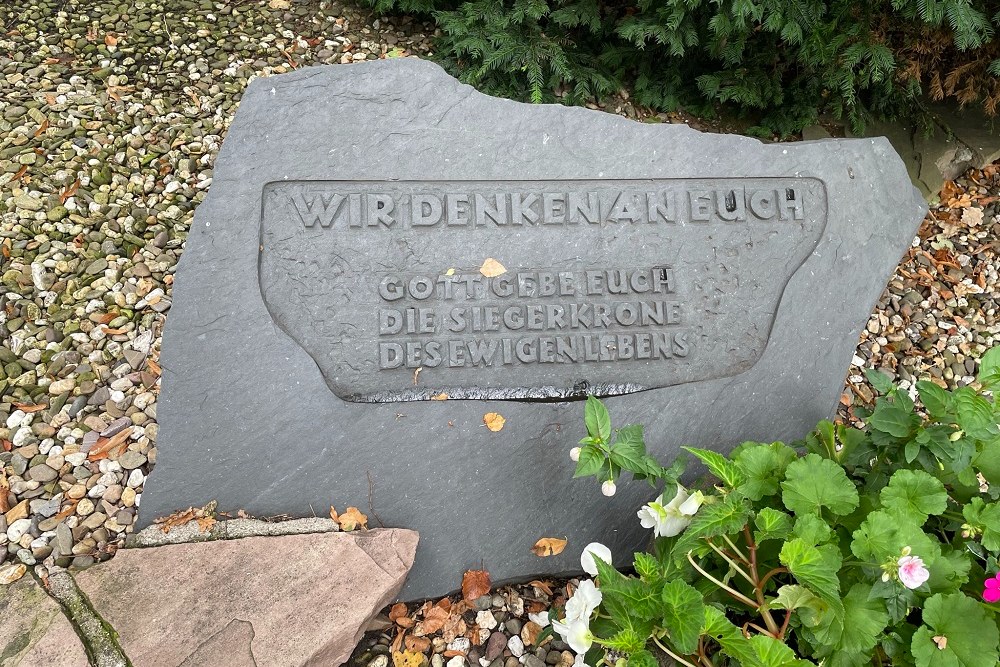 WIR DENKEN AN EUCH
GOTT GEBE EUCH
DIE SIEGERKRONE
DES EWIGEN LEBENS